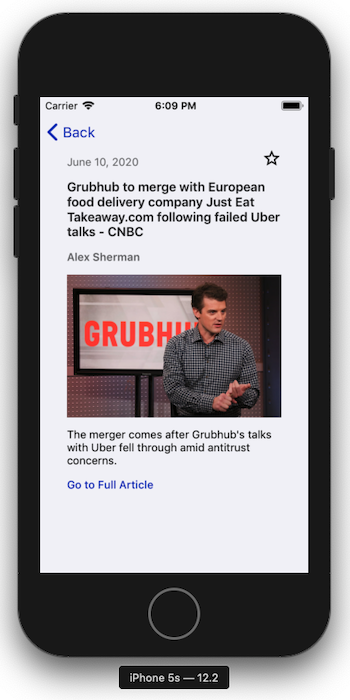 Carrier 6:09 PM
Back
June 10, 2020
Grubhub to merge with European
food delivery company Just Eat
Takeaway.com following failed Uber
talks - CNBC
Alex Sherman
GRUBHU
The merger comes after Grubhub's talks
with Uber fell through amid antitrust
concerns.
Go to Full Article
iPhone 5s — 12.2